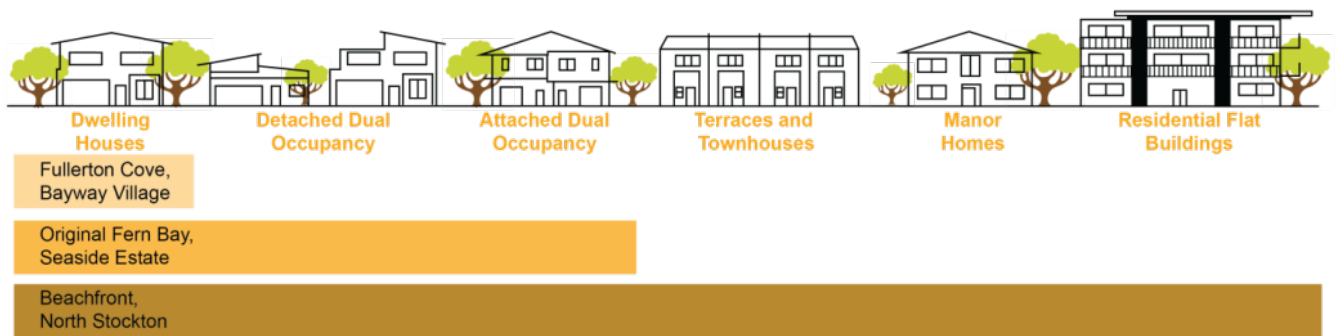 Dwelling
Houses
Detached Dual
Occupancy
Attached Dual
Occupancy
Terraces and
Townhouses
Manor
Homes
Residential Flat
Buildings
Fullerton Cove,
Bayway Village
Original Fern Bay,
Seaside Estate
Beachfront,
North Stockton